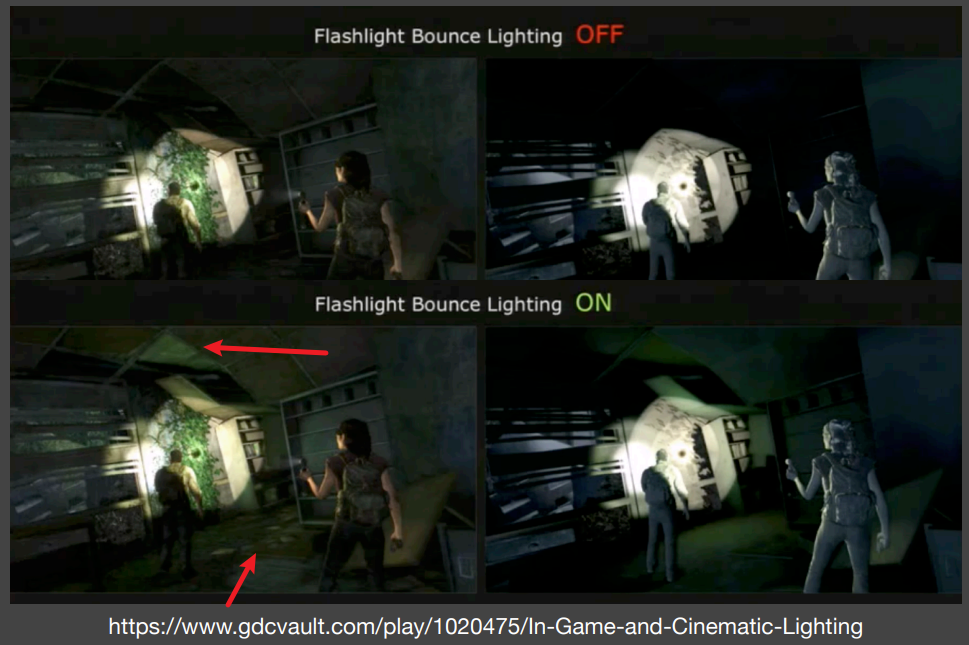 Flashlight Bounce Lighting OFF
Flashlight Bounce Lighting ON
https://www.gdcvault.com/play/1020475/In-Game-and-Cinematic-Lighting